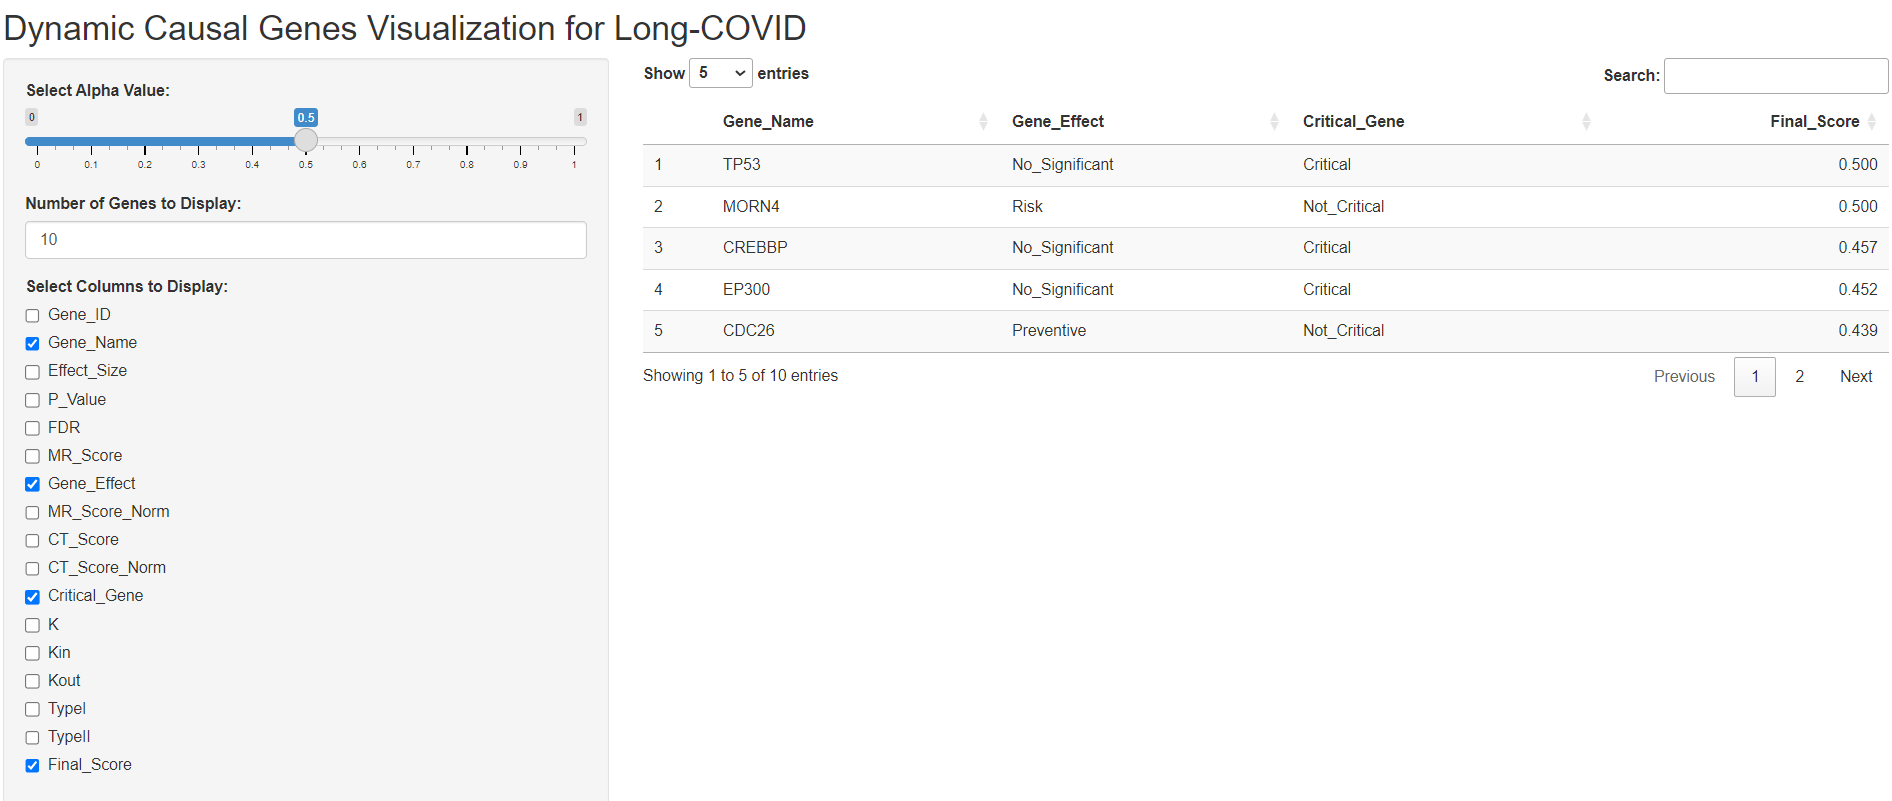 Dynamic Causal Genes Visualization for Long-COVID
Select Alpha Value:
0 0.5 1
0 0.1 0.2 0.3 0.4 0.5 0.6 0.7 0.8 0.9 1
Number of Genes to Display:
10
Select Columns to Display:
Gene_ID
Gene_Name
Effect_Size
P_Value
FDR
MR_Score
Gene_Effect
MR_Score_Norm
CT_Score
CT_Score_Norm
Critical_Gene
K
Kin
Kout
TypeI
TypeII
Final_Score
Show 5 entries
Search:
Gene_Name Gene_Effect Critical_Gene Final_Score
1 TP53 No_Significant Critical 0.500
2 MORN4 Risk Not_Critical 0.500
3 CREBBP No_Significant Critical 0.457
4 EP300 No_Significant Critical 0.452
5 CDC26 Preventive Not_Critical 0.439
Showing 1 to 5 of 10 entries
Previous 1 2 Next